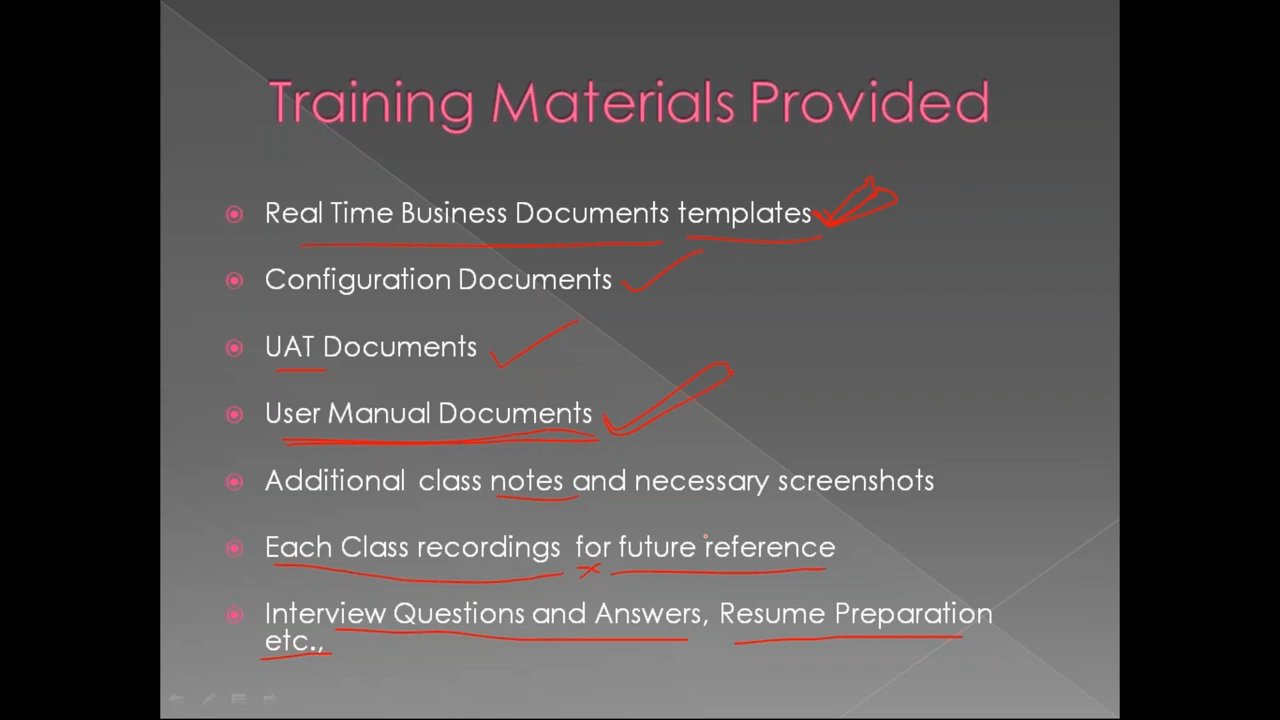 Training Materials Provided
Real Time Business Documents templates
Configuration Documents
UAT Documents
User Manual Documents
Additional class notes and necessary screenshots
Each Class recordings for future reference
Interview Questions and Answers, Resume Preparation
etc.,